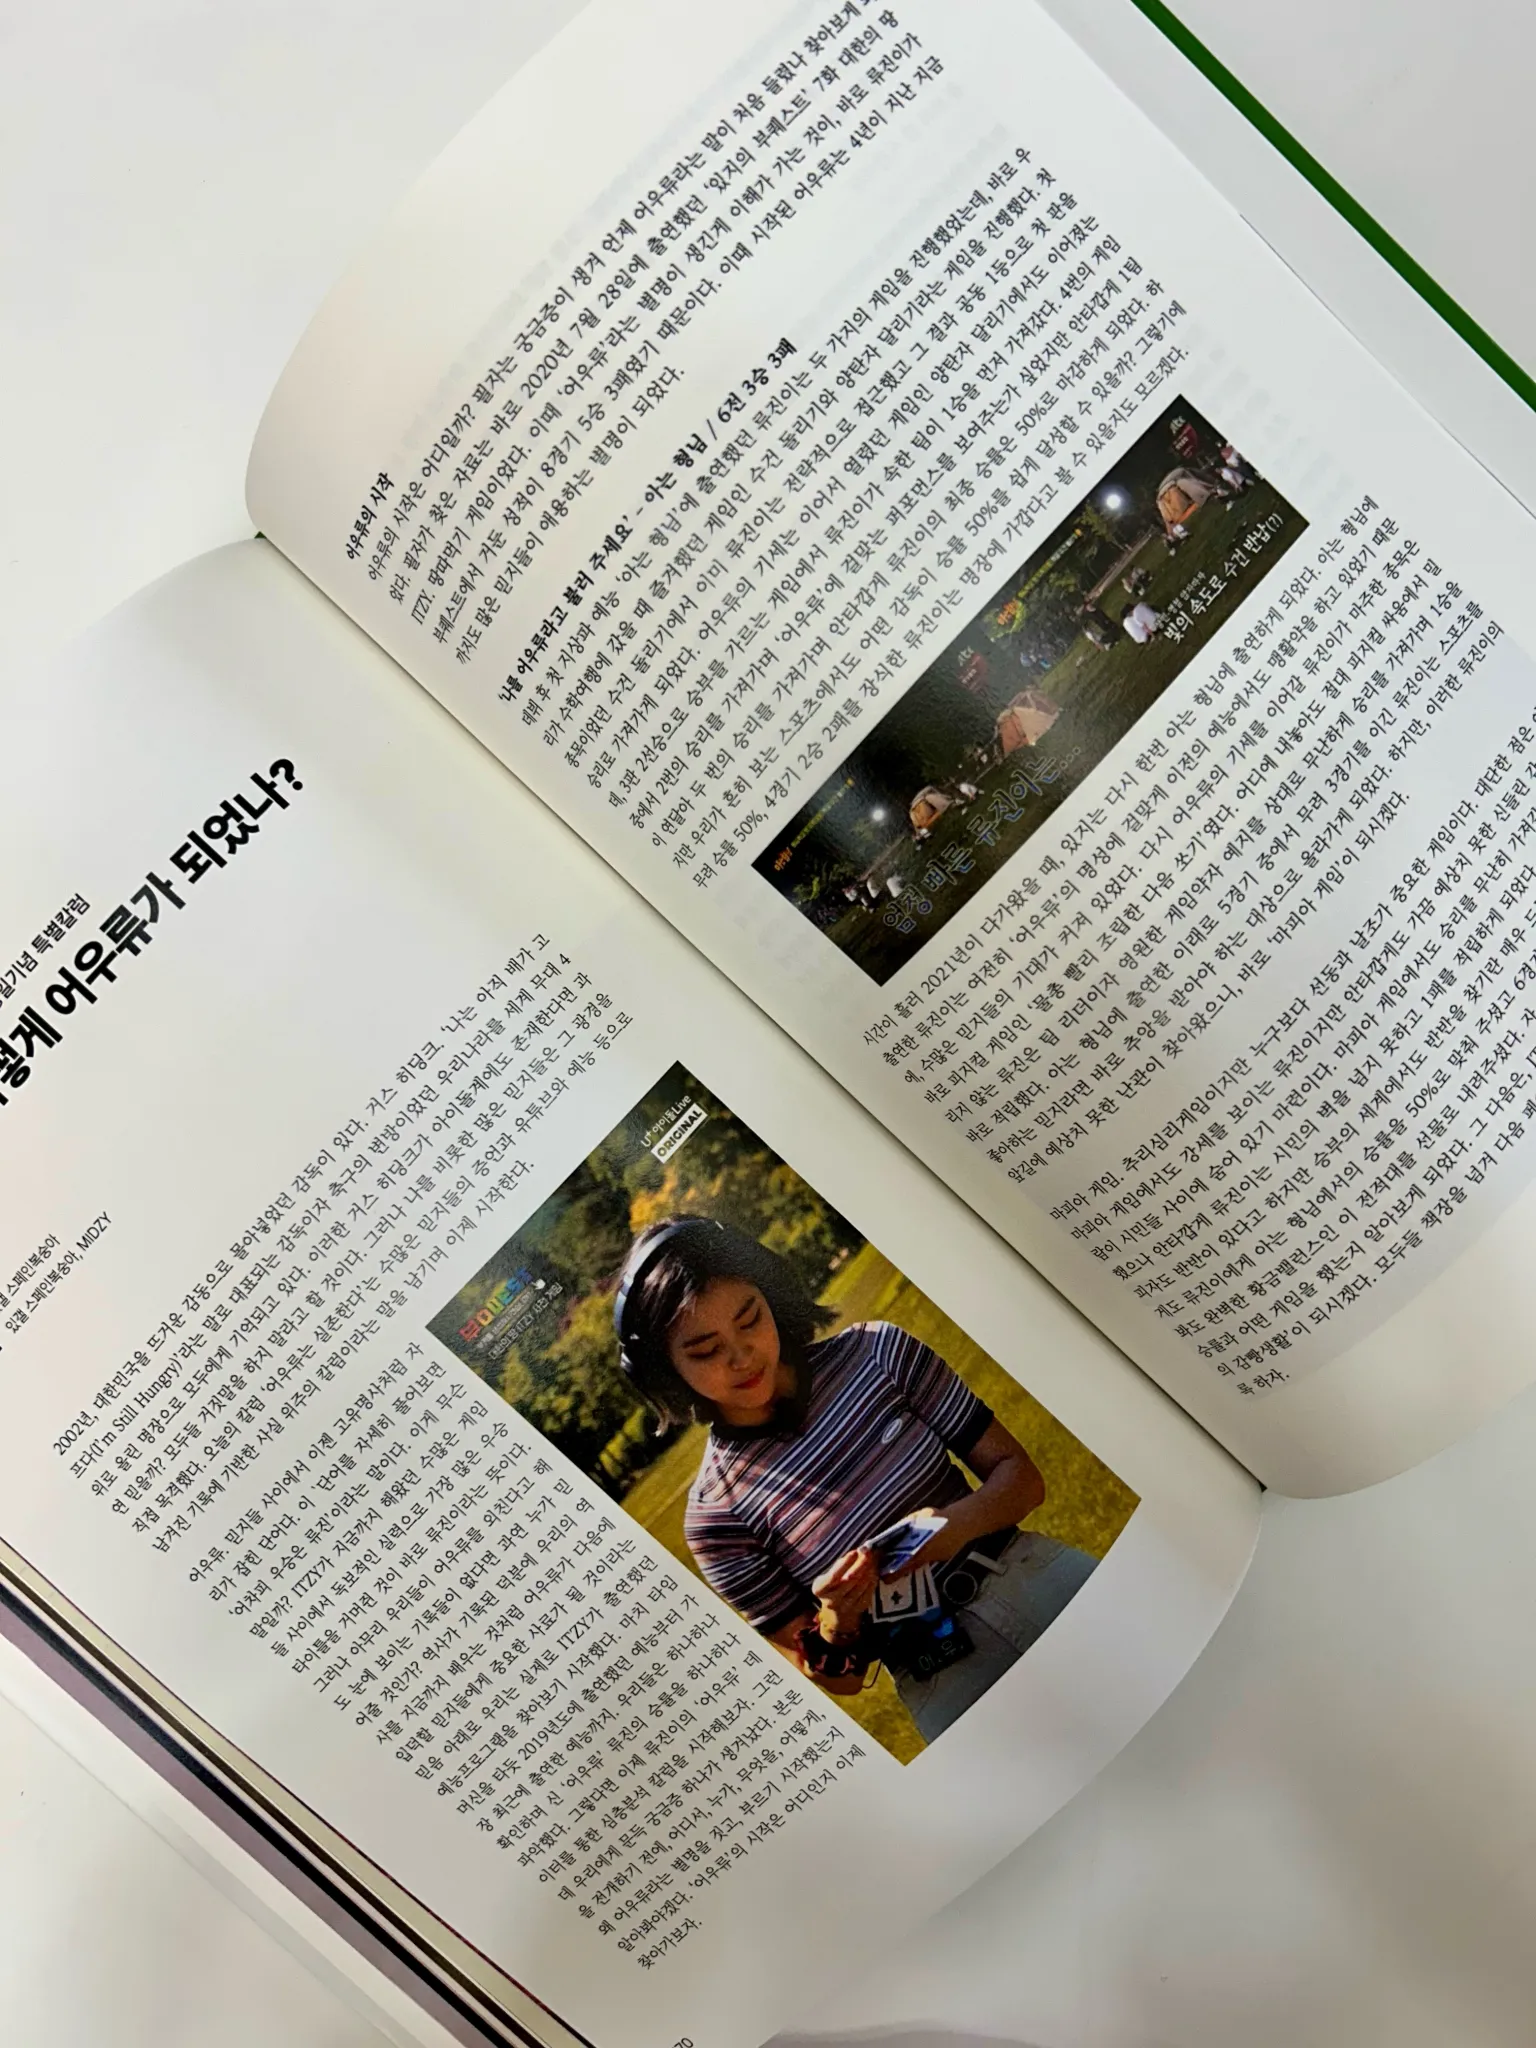 일기념 특별칼럼
떻게 어우류가 되었나?
갤 스페인복숭아
있갤 스페인복숭아, MIDZY
2002년, 대한민국을 뜨거운 감동으로 몰아넣었던 감독이 있다. 거스 히딩크. '나는 아직 배가 고
프다(I'm Still Hungry)'라는 말로 대표되는 감독이자 축구의 변방이었던 우리나라를 세계 무대 4
위로 올린 명장으로 모두에게 기억되고 있다. 이러한 거스 히딩크가 아이돌계에도 존재한다면 과
연 믿을까? 모두들 거짓말을 하지 말라고 할 것이다. 그러나 나를 비롯한 많은 믿지들은 그 광경을
직접 목격했다. 오늘의 칼럼 '어우류는 실존한다'는 수많은 믿지들의 증언과 유튜브와 예능 등으로
남겨진 기록에 기반한 사실 위주의 칼럼이라는 말을 남기며 이제 시작한다.
어우류. 믿지들 사이에서 이젠 고유명사처럼 자
리가 잡힌 단어다. 이 단어를 자세히 풀어보면
'어차피 우승은 류진'이라는 말이다. 이게 무슨
말일까? ITZY가 지금까지 해왔던 수많은 게임
들 사이에서 독보적인 실력으로 가장 많은 우승
타이틀을 거머쥔 것이 바로 류진이라는 뜻이다.
그러나 아무리 우리들이 어우류를 외친다고 해
도 눈에 보이는 기록들이 없다면 과연 누가 믿
어줄 것인가? 역사가 기록된 덕분에 우리의 역
사를 지금까지 배우는 것처럼 어우류가 다음에
입덕할 믿지들에게 중요한 사료가 될 것이라는
믿음 아래로 우리는 실제로 ITZY가 출연했던
예능프로그램을 찾아보기 시작했다. 마치 타임
머신을 타듯 2019년도에 출연했던 예능부터 가
장 최근에 출연한 예능까지. 우리들은 하나하나
확인하며 신 '어우류' 류진의 승률을 하나하나
파악했다. 그렇다면 이제 류진이의 '어우류' 데
이터를 통한 심층분석 칼럼을 시작해보자. 그런
데 우리에게 문득 궁금증 하나가 생겨났다. 본론
을 전개하기 전에, 어디서, 누가, 무엇을, 어떻게,
왜 어우류라는 별명을 짓고, 부르기 시작했는지
알아봐야겠다. '어우류'의 시작은 어디인지 이제
찾아가보자.
U+아이돌Live
ORIGINAL
부퀘스트
어.우.
70
어우류의 시작
어우류의 시작은 어디일까? 필자는 궁금증이 생겨 언제 어우류라는 말이 처음 들렸나 찾아보게
었다. 필자가 찾은 자료는 바로 2020년 7월 28일에 출연했던 '있지의 부퀘스트' 7화 대한의 땅
ITZY. 땅따먹기 게임이었다. 이때 '어우류'라는 별명이 생긴게 이해가 가는 것이, 바로 류진이가
부퀘스트에서 거둔 성적이 8경기 5승 3패였기 때문이다. 이때 시작된 어우류는 4년이 지난 지금
까지도 많은 믿지들이 애용하는 별명이 되었다.
'나를 어우류라고 불러 주세요' - 아는 형님 / 6전 3승 3패
데뷔 후 첫 지상파 예능 '아는 형님'에 출연했던 류진이는 두 가지의 게임을 진행했었는데, 바로 우
리가 수학여행에 갔을 때 즐겨했던 게임인 수건 돌리기와 양탄자 달리기라는 게임을 진행했다. 첫
종목이었던 수건 돌리기에서 이미 류진이는 전략적으로 접근했고 그 결과 공동 1등으로 첫 판을
승리로 가져가게 되었다. 어우류의 기세는 이어서 열렸던 게임인 양탄자 달리기에서도 이어졌는
데, 3판 2선승으로 승부를 가르는 게임에서 류진이가 속한 팀이 1승을 먼저 가져갔다. 4번의 게임
중에서 2번의 승리를 가져가며 '어우류'에 걸맞는 퍼포먼스를 보여주는가 싶었지만 안타깝게 1팀
이 연달아 두 번의 승리를 가져가며 안타깝게 류진이의 최종 승률은 50%로 마감하게 되었다. 하
지만 우리가 흔히 보는 스포츠에서도 어떤 감독이 승률 50%를 쉽게 달성할 수 있을까? 그렇기에
무려 승률 50%, 4경기 2승 2패를 장식한 류진이는 명장에 가깝다고 볼 수 있을지도 모르겠다.
엄청 빠른 류진이는...
빛의 속도로 수건 반납(?)
jtbc
시간이 흘러 2021년이 다가왔을 때, 있지는 다시 한번 아는 형님에 출연하게 되었다. 아는 형님에
출연한 류진이는 여전히 '어우류'의 명성에 걸맞게 이전의 예능에서도 맹활약을 하고 있었기 때문
에, 수많은 믿지들의 기대가 커져 있었다. 다시 어우류의 기세를 이어갈 류진이가 마주한 종목은
바로 피지컬 게임인 '물총 빨리 조립한 다음 쏘기'였다. 어디에 내놓아도 절대 피지컬 싸움에서 밀
리지 않는 류진은 팀 리더이자 영원한 게임약자 예지를 상대로 무난하게 승리를 가져가며 1승을
바로 적립했다. 아는 형님에 출연한 이래로 5경기 중에서 무려 3경기를 이긴 류진이는 스포츠를
좋아하는 믿지라면 바로 추앙을 받아야 하는 대상으로 올라가게 되었다. 하지만, 이러한 류진이의
앞길에 예상치 못한 난관이 찾아왔으니, 바로 '마피아 게임'이 되시겠다.
마피아 게임. 추리심리게임이지만 누구보다 선동과 날조가 중요한 게임이다. 대단한 점은
마피아 게임에서도 강세를 보이는 류진이지만 안타깝게도 가끔 예상치 못한 신들린
람이 시민들 사이에 숨어 있기 마련이다. 마피아 게임에서도 승리를 무난히 가져갈
했으나 안타깝게 류진이는 시민의 벽을 넘지 못하고 1패를 적립하게 되었다.
피자도 반반이 있다고 하지만 승부의 세계에서도 반반을 찾기란 매우
게도 류진이에게 아는 형님에서의 승률을 50%로 맞춰 주셨고 6경기
봐도 완벽한 황금밸런스인 이 전적대를 선물로 내려주셨다.
승률과 어떤 게임을 했는지 알아보게 되었다. 그 다음은,
의 감빵생활'이 되시겠다. 모두들 책장을 넘겨 다음
록 하자.